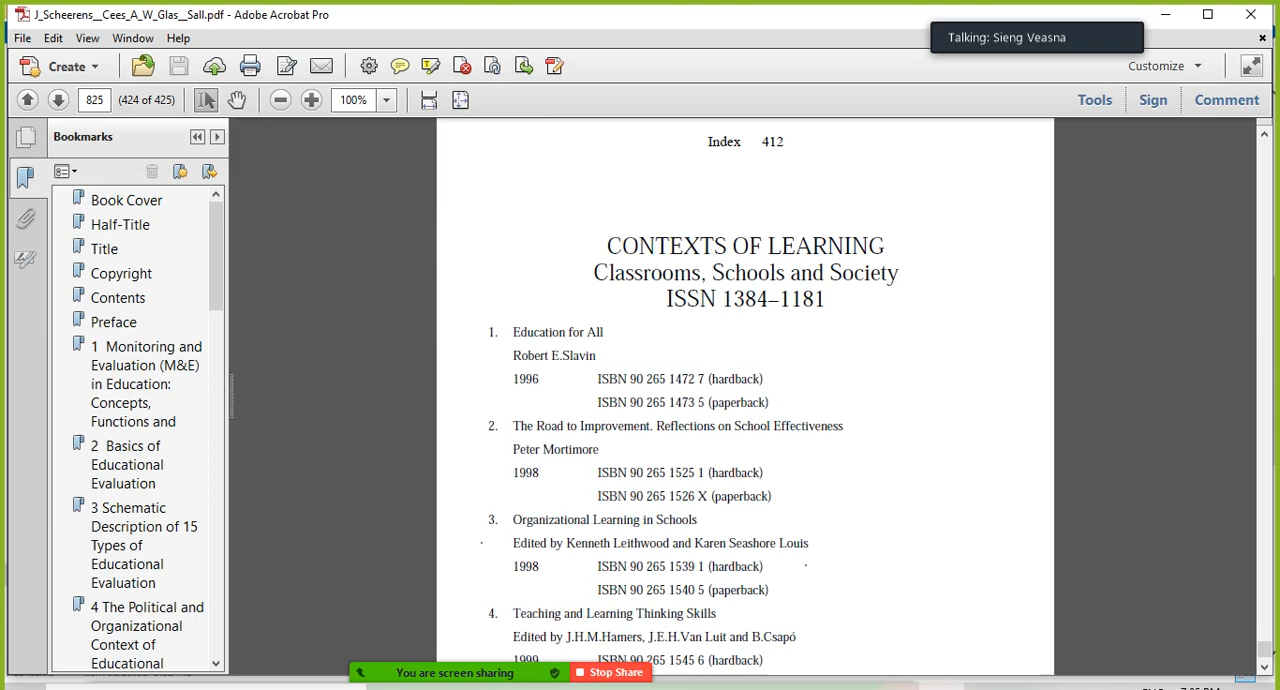 J_Scheerens__Cees_A_W_Glas__Sall.pdf - Adobe Acrobat Pro
Talking: Sieng Veasna
File Edit View Window Help
Create
Customize
825 (424 of 425)
100%
Tools Sign Comment
Bookmarks
Book Cover
Half-Title
Title
Copyright
Contents
Preface
1 Monitoring and
Evaluation (M&E)
in Education:
Concepts,
Functions and
2 Basics of
Educational
Evaluation
3 Schematic
Description of 15
Types of
Educational
Evaluation
4 The Political and
Organizational
Context of
Educational
Index 412
CONTEXTS OF LEARNING
Classrooms, Schools and Society
ISSN 1384–1181
1. Education for All
Robert E.Slavin
1996 ISBN 90 265 1472 7 (hardback)
ISBN 90 265 1473 5 (paperback)
2. The Road to Improvement. Reflections on School Effectiveness
Peter Mortimore
1998 ISBN 90 265 1525 1 (hardback)
ISBN 90 265 1526 X (paperback)
3. Organizational Learning in Schools
Edited by Kenneth Leithwood and Karen Seashore Louis
1998 ISBN 90 265 1539 1 (hardback)
ISBN 90 265 1540 5 (paperback)
4. Teaching and Learning Thinking Skills
Edited by J.H.M.Hamers, J.E.H.Van Luit and B.Csapó
1999 ISBN 90 265 1545 6 (hardback)
You are screen sharing Stop Share